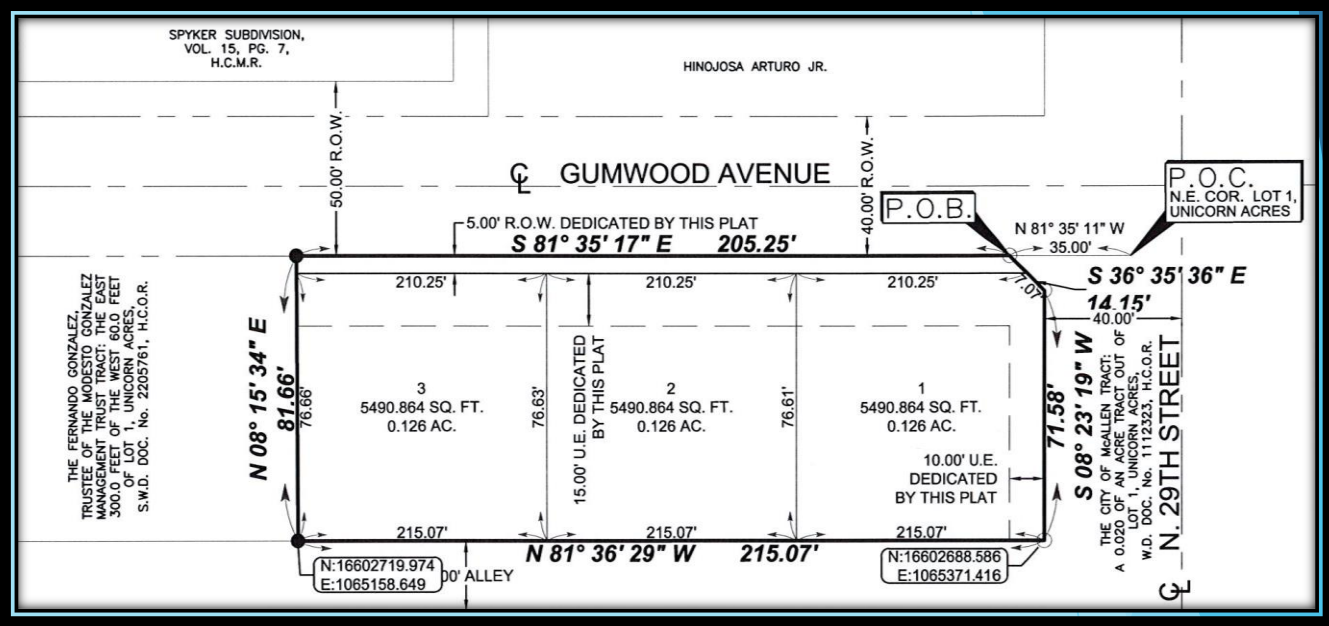 SPYKER SUBDIVISION,
VOL. 15, PG. 7,
H.C.M.R.
HINOJOSA ARTURO JR.
50.00' R.O.W.
40.00' R.O.W.
℄ GUMWOOD AVENUE
P.O.C.
N.E. COR. LOT 1,
UNICORN ACRES
P.O.B.
5.00' R.O.W. DEDICATED BY THIS PLAT
S 81° 35' 17" E 205.25'
N 81° 35' 11" W
35.00'
S 36° 35' 36" E
14.15'
7.07'
40.00'
210.25'
210.25'
210.25'
THE FERNANDO GONZALEZ,
TRUSTEE OF THE MODESTO GONZALEZ
MANAGEMENT TRUST TRACT: THE EAST
300.0 FEET OF THE WEST 60.0 FEET
OF LOT 1, UNICORN ACRES,
S.W.D. DOC. No. 2205761, H.C.O.R.
N 08° 15' 34" E
81.66'
76.66'
3
5490.864 SQ. FT.
0.126 AC.
76.63'
15.00' U.E. DEDICATED
BY THIS PLAT
2
5490.864 SQ. FT.
0.126 AC.
76.61'
1
5490.864 SQ. FT.
0.126 AC.
10.00' U.E.
DEDICATED
BY THIS PLAT
71.58'
S 08° 23' 19" W
THE CITY OF McALLEN TRACT:
A 0.020 OF AN ACRE TRACT OUT OF
LOT 1, UNICORN ACRES,
W.D. DOC. No. 1112323, H.C.O.R.
℄ N. 29TH STREET
215.07'
215.07'
215.07'
N 81° 36' 29" W 215.07'
N:16602719.974
E:1065158.649
00' ALLEY
N:16602688.586
E:1065371.416